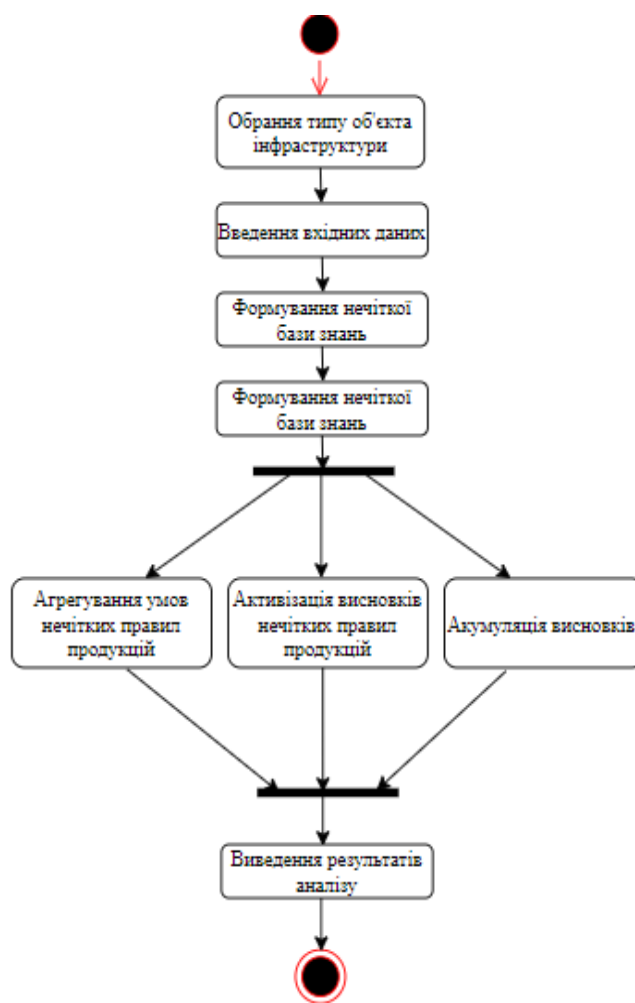 Обрання типу об'єкта
інфраструктури
Введення вхідних даних
Формування нечіткої
бази знань
Формування нечіткої
бази знань
Агрегування умов
нечітких правил
продукцій
Активізація висновків
нечітких правил
продукцій
Акумуляція висновків
Виведення результатів
аналізу